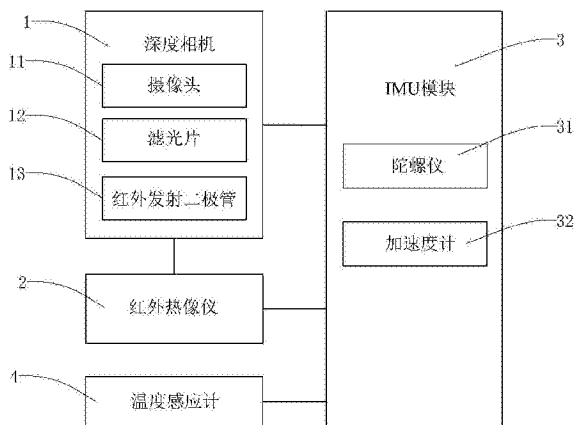 1
深度相机
11
摄像头
12
滤光片
13
红外发射二极管
2
红外热像仪
4
温度感应计
3
IMU模块
31
陀螺仪
32
加速度计